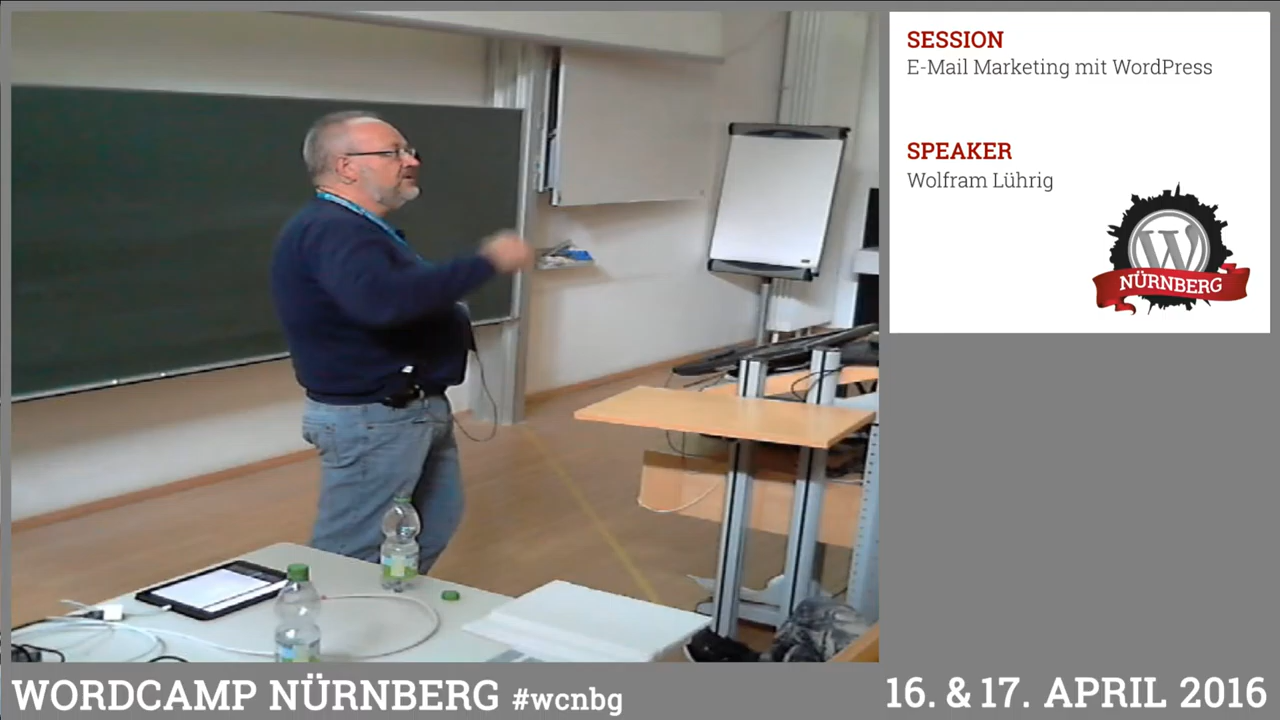 SESSION
E-Mail Marketing mit WordPress
SPEAKER
Wolfram Lührig
W
NÜRNBERG
WORDCAMP NÜRNBERG #wcnbg
16. & 17. APRIL 2016